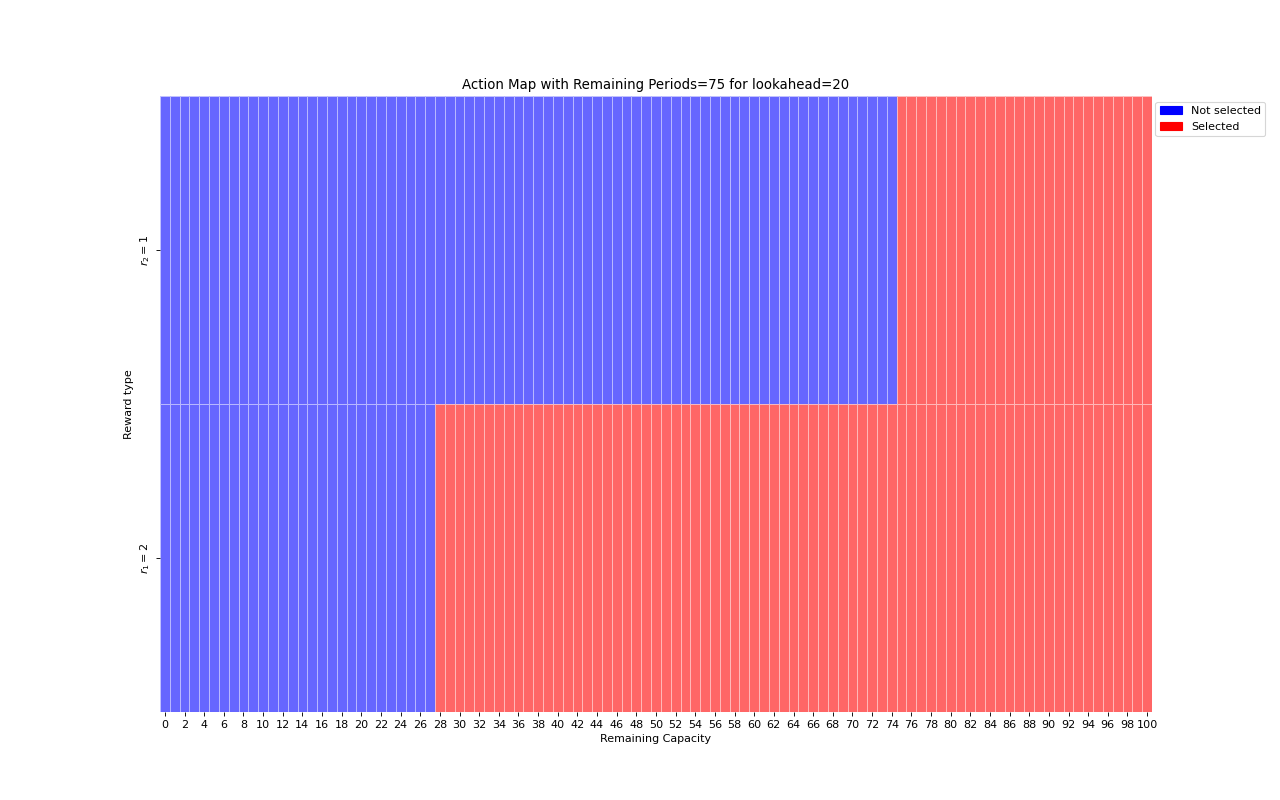 Action Map with Remaining Periods=75 for lookahead=20
Not selected
Selected
r₂ = 1
Reward type
r₁ = 2
0 2 4 6 8 10 12 14 16 18 20 22 24 26 28 30 32 34 36 38 40 42 44 46 48 50 52 54 56 58 60 62 64 66 68 70 72 74 76 78 80 82 84 86 88 90 92 94 96 98 100
Remaining Capacity